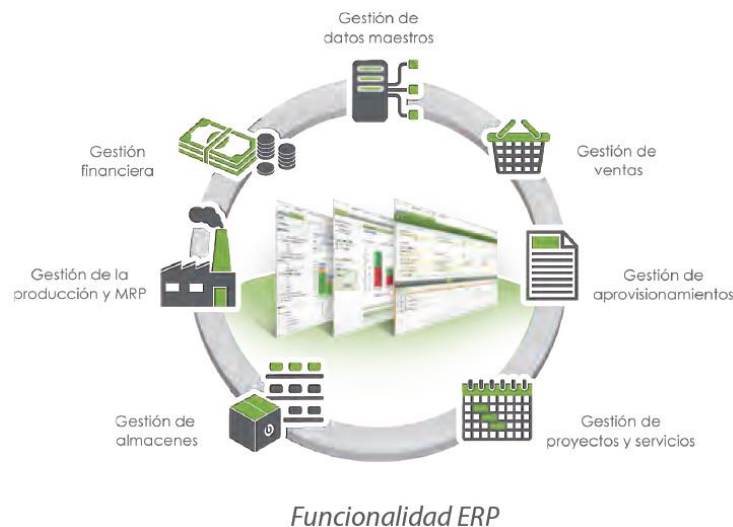 Gestión de
datos maestros
Gestión
financiera
Gestión de
ventas
Gestión de la
producción y MRP
Gestión de
aprovisionamientos
Gestión de
almacenes
Gestión de
proyectos y servicios
Funcionalidad ERP